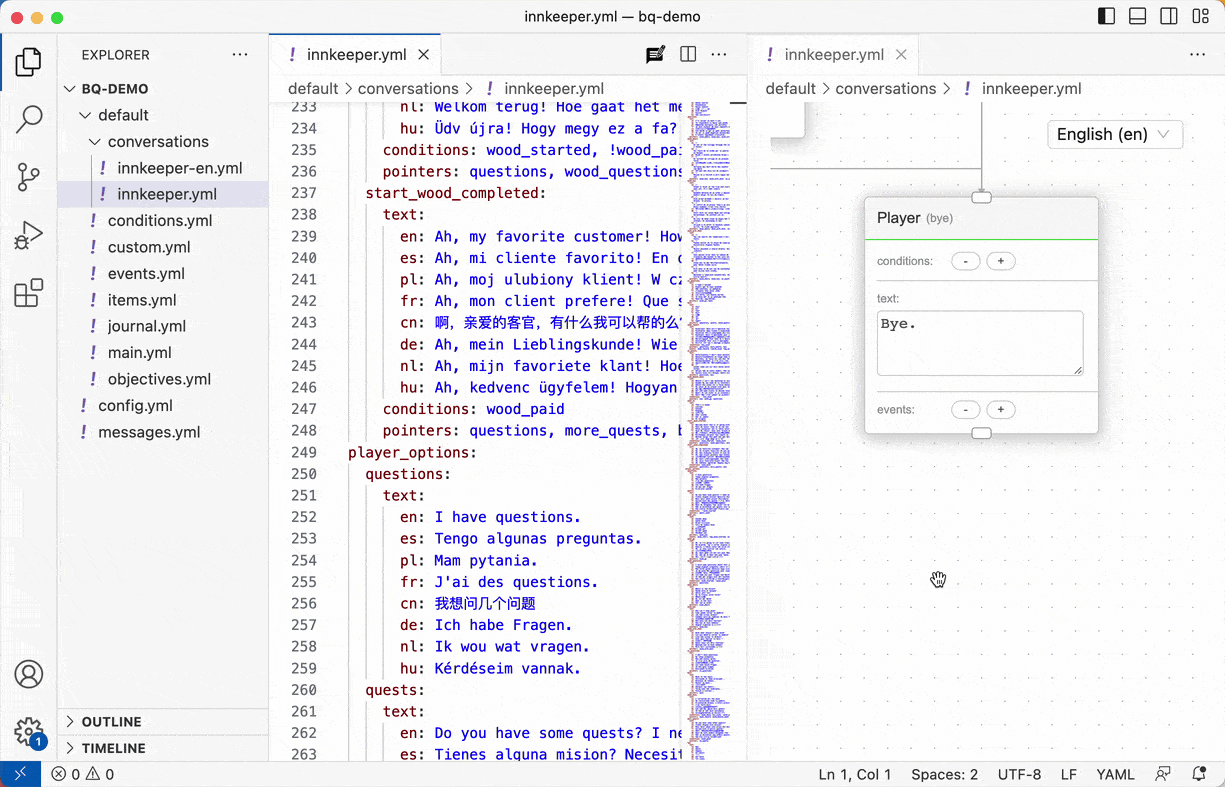 innkeeper.yml — bq-demo
EXPLORER
BQ-DEMO
default
conversations
innkeeper-en.yml
innkeeper.yml
conditions.yml
custom.yml
events.yml
items.yml
journal.yml
main.yml
objectives.yml
config.yml
messages.yml
OUTLINE
TIMELINE
1
innkeeper.yml
default > conversations > ! innkeeper.yml
233 nl: Welkom terug! Hoe gaat het me
234 hu: Üdv újra! Hogy megy ez a fa?
235 conditions: wood_started, !wood_pai
236 pointers: questions, wood_questions
237 start_wood_completed:
238 text:
239 en: Ah, my favorite customer! How
240 es: Ah, mi cliente favorito! En
241 pl: Ah, moj ulubiony klient! W cz
242 fr: Ah, mon client prefere! Que s
243 cn: 啊，亲爱的客官，有什么我可以帮的么
244 de: Ah, mein Lieblingskunde! Wie
245 nl: Ah, mijn favoriete klant! Hoe
246 hu: Ah, kedvenc ügyfelem! Hogyan
247 conditions: wood_paid
248 pointers: questions, more_quests, b
249 player_options:
250 questions:
251 text:
252 en: I have questions.
253 es: Tengo algunas preguntas.
254 pl: Mam pytania.
255 fr: J'ai des questions.
256 cn: 我想问几个问题
257 de: Ich habe Fragen.
258 nl: Ik wou wat vragen.
259 hu: Kérdéseim vannak.
260 quests:
261 text:
262 en: Do you have some quests? I ne
263 es: Tienes alguna mision? Necesit
innkeeper.yml
default > conversations > ! innkeeper.yml
English (en)
Player (bye)
conditions: - +
text:
Bye.
events: - +
0 0
Ln 1, Col 1 Spaces: 2 UTF-8 LF YAML